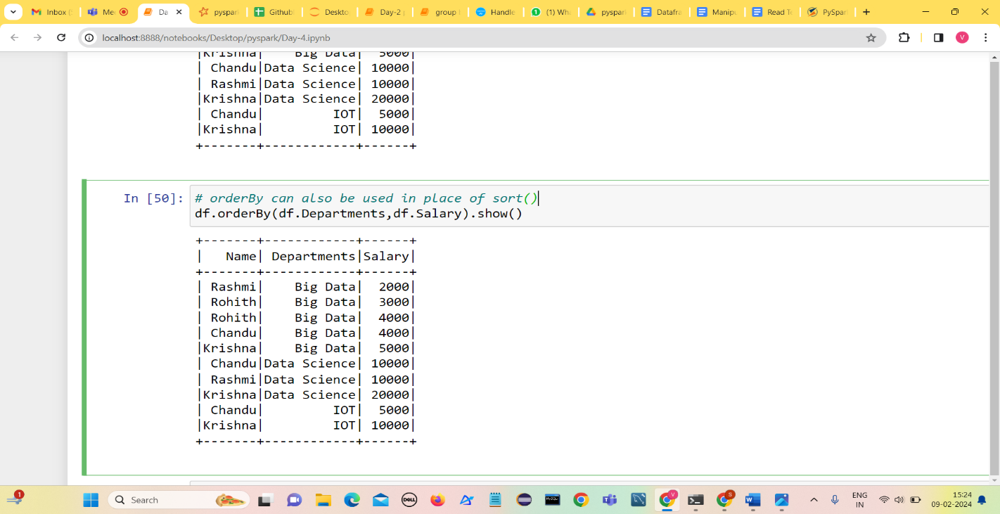 Inbox (
Me
Da
pyspar
Github
Deskto
Day-2
group
Handle
(1) Wh
pyspar
Datafra
Manipu
Read T
PySpar
localhost:8888/notebooks/Desktop/pyspark/Day-4.ipynb
V
|Krishna| Big Data| 5000|
| Chandu|Data Science| 10000|
| Rashmi|Data Science| 10000|
|Krishna|Data Science| 20000|
| Chandu| IOT| 5000|
|Krishna| IOT| 10000|
+-------+------------+------+
In [50]: # orderBy can also be used in place of sort()
df.orderBy(df.Departments,df.Salary).show()
+-------+------------+------+
| Name| Departments|Salary|
+-------+------------+------+
| Rashmi| Big Data| 2000|
| Rohith| Big Data| 3000|
| Rohith| Big Data| 4000|
| Chandu| Big Data| 4000|
|Krishna| Big Data| 5000|
| Chandu|Data Science| 10000|
| Rashmi|Data Science| 10000|
|Krishna|Data Science| 20000|
| Chandu| IOT| 5000|
|Krishna| IOT| 10000|
+-------+------------+------+
1
Search
DELL
V
S
ENG
IN
15:24
09-02-2024